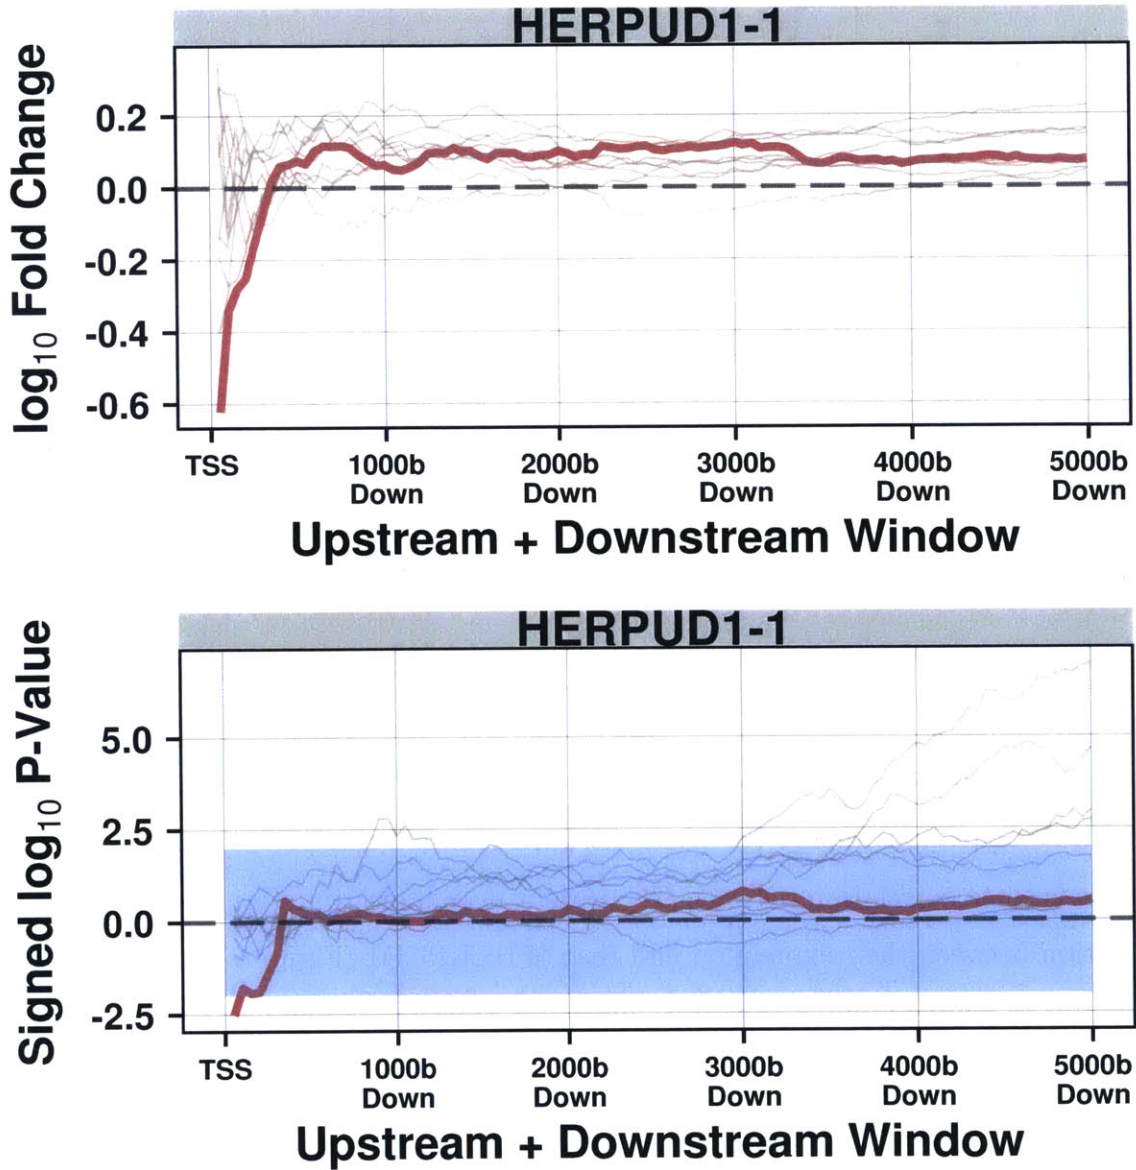 HERPUD1-1
log₁₀ Fold Change
0.2
0.0
-0.2
-0.4
-0.6
TSS
1000b
Down
2000b
Down
3000b
Down
4000b
Down
5000b
Down
Upstream + Downstream Window
HERPUD1-1
Signed log₁₀ P-Value
5.0
2.5
0.0
-2.5
TSS
1000b
Down
2000b
Down
3000b
Down
4000b
Down
5000b
Down
Upstream + Downstream Window